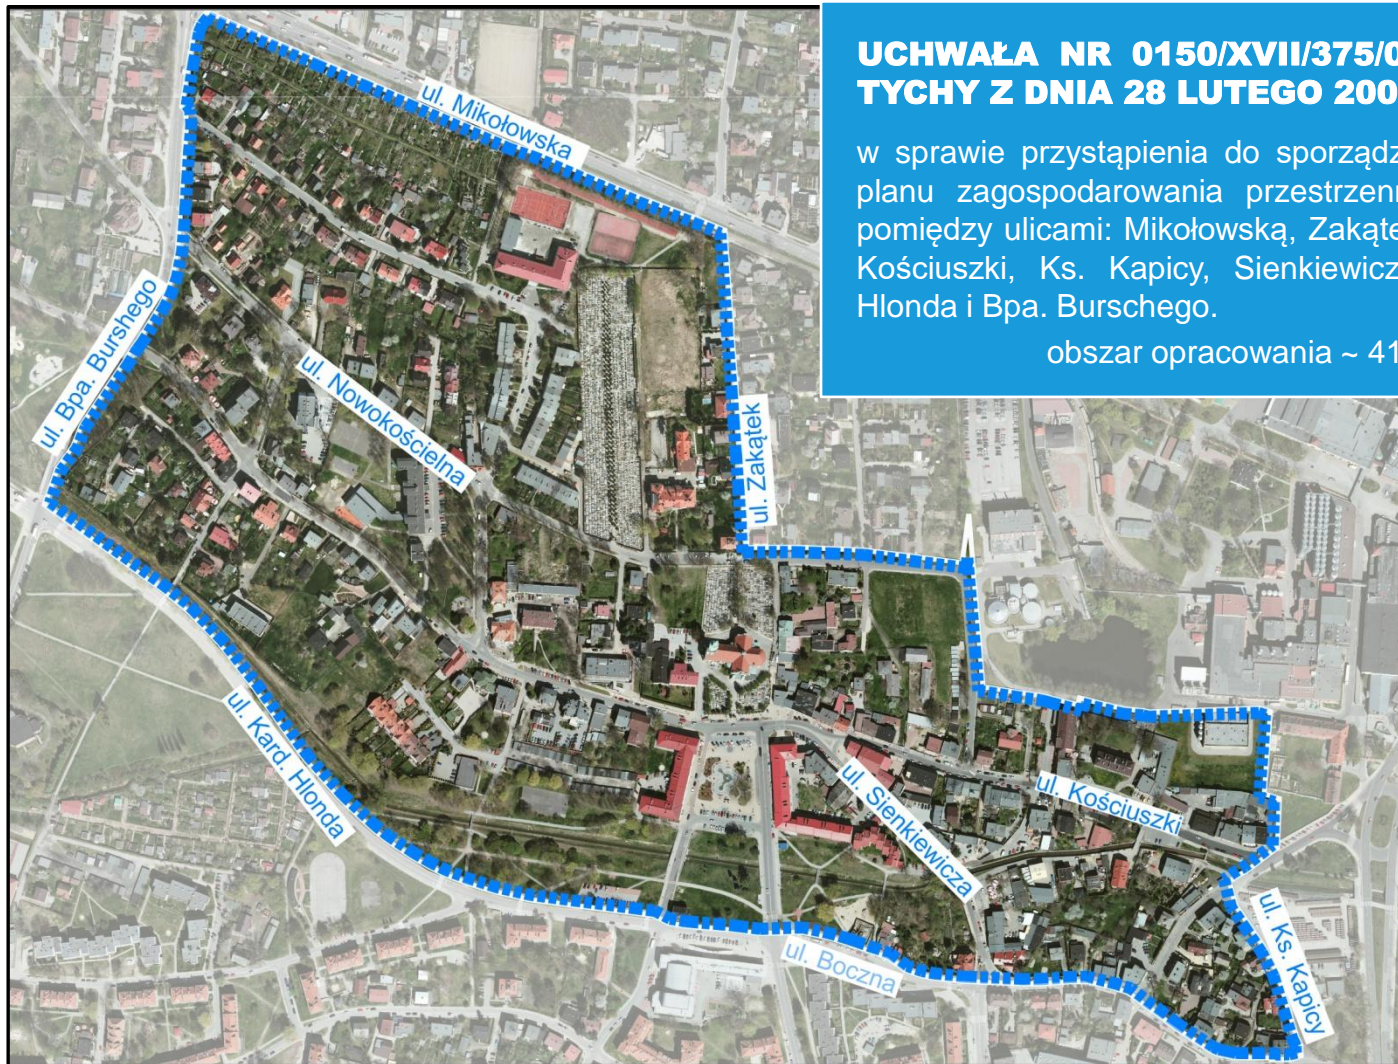 UCHWAŁA NR 0150/XVII/375/0
TYCHY Z DNIA 28 LUTEGO 200
w sprawie przystąpienia do sporządz
planu zagospodarowania przestrzen
pomiędzy ulicami: Mikołowską, Zakąte
Kościuszki, Ks. Kapicy, Sienkiewicz
Hlonda i Bpa. Burschego.
obszar opracowania ~ 41
ul. Mikołowska
ul. Bpa. Burshego
ul. Nowokościelna
ul. Zakątek
ul. Kard. Hlonda
ul. Sienkiewicza
ul. Kościuszki
ul. Boczna
ul. Ks. Kapicy